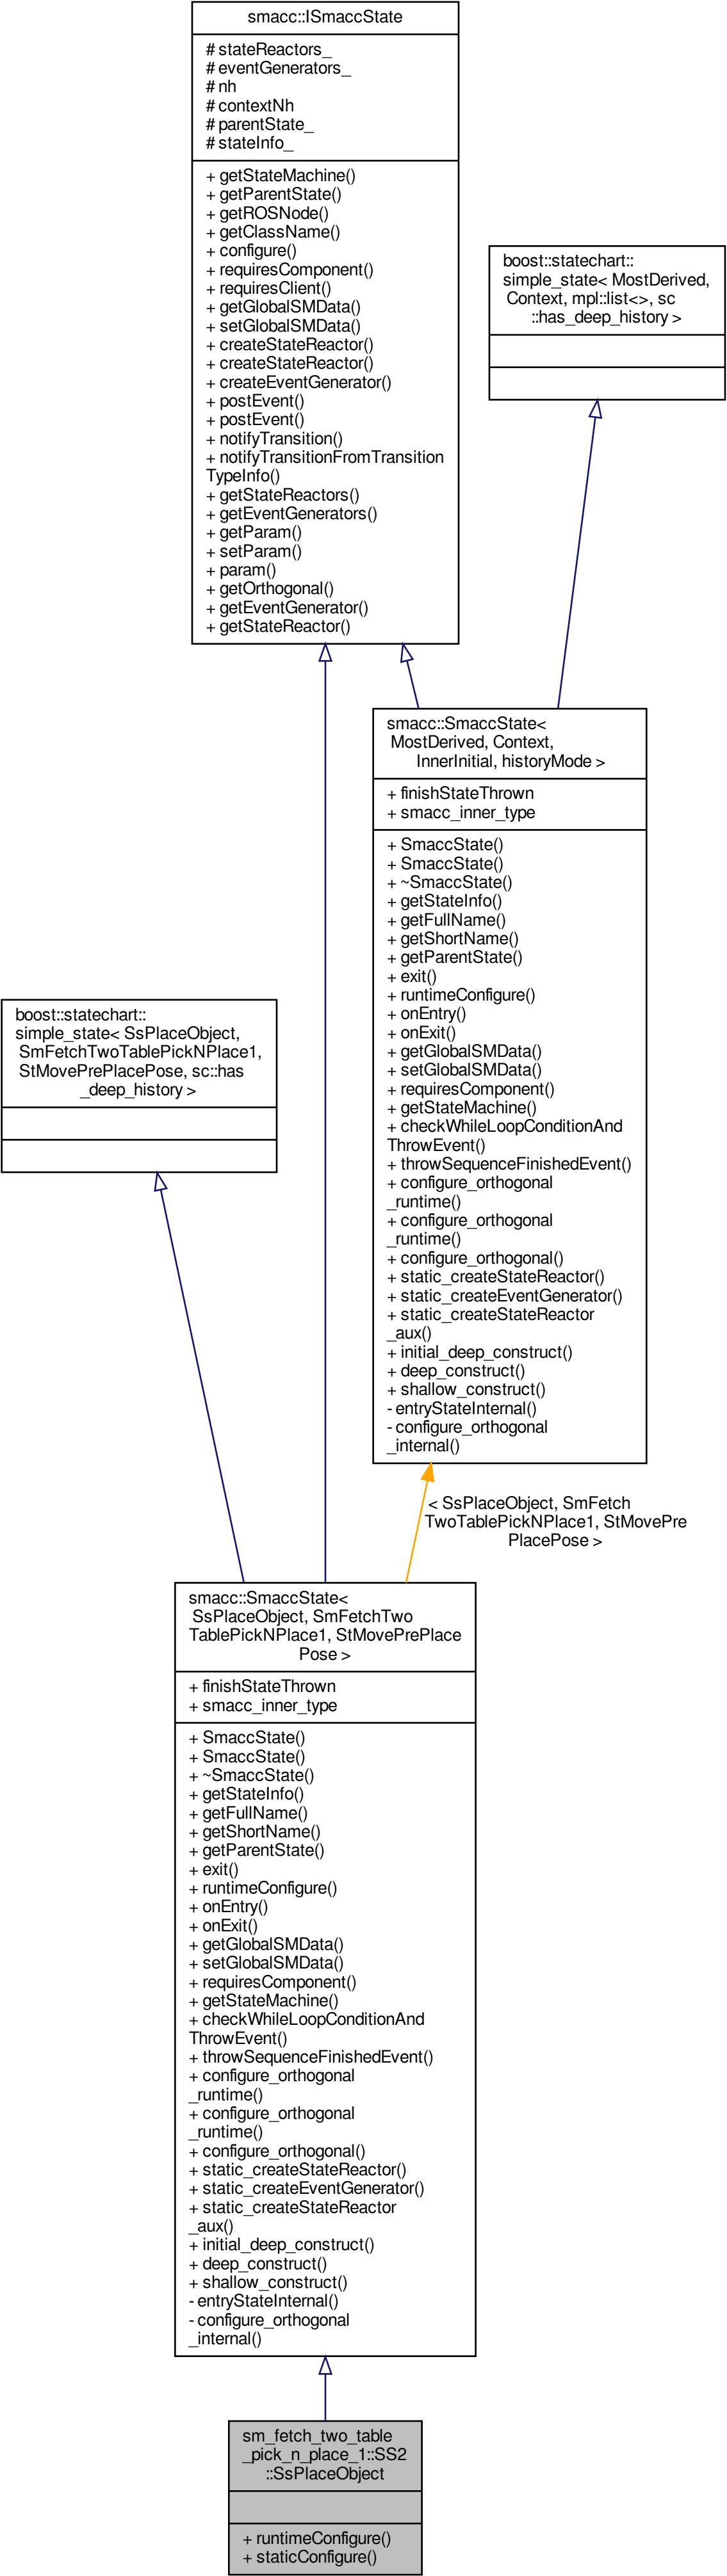 smacc::ISmaccState
# stateReactors_
# eventGenerators_
# nh
# contextNh
# parentState_
# stateInfo_
+ getStateMachine()
+ getParentState()
+ getROSNode()
+ getClassName()
+ configure()
+ requiresComponent()
+ requiresClient()
+ getGlobalSMData()
+ setGlobalSMData()
+ createStateReactor()
+ createStateReactor()
+ createEventGenerator()
+ postEvent()
+ postEvent()
+ notifyTransition()
+ notifyTransitionFromTransition
TypeInfo()
+ getStateReactors()
+ getEventGenerators()
+ getParam()
+ setParam()
+ param()
+ getOrthogonal()
+ getEventGenerator()
+ getStateReactor()
boost::statechart::
simple_state< MostDerived,
Context, mpl::list<>, sc
::has_deep_history >
smacc::SmaccState<
MostDerived, Context,
InnerInitial, historyMode >
+ finishStateThrown
+ smacc_inner_type
+ SmaccState()
+ SmaccState()
+ ~SmaccState()
+ getStateInfo()
+ getFullName()
+ getShortName()
+ getParentState()
+ exit()
+ runtimeConfigure()
+ onEntry()
+ onExit()
+ getGlobalSMData()
+ setGlobalSMData()
+ requiresComponent()
+ getStateMachine()
+ checkWhileLoopConditionAnd
ThrowEvent()
+ throwSequenceFinishedEvent()
+ configure_orthogonal
_runtime()
+ configure_orthogonal
_runtime()
+ configure_orthogonal()
+ static_createStateReactor()
+ static_createEventGenerator()
+ static_createStateReactor
_aux()
+ initial_deep_construct()
+ deep_construct()
+ shallow_construct()
- entryStateInternal()
- configure_orthogonal
_internal()
boost::statechart::
simple_state< SsPlaceObject,
SmFetchTwoTablePickNPlace1,
StMovePrePlacePose, sc::has
_deep_history >
< SsPlaceObject, SmFetch
TwoTablePickNPlace1, StMovePre
PlacePose >
smacc::SmaccState<
SsPlaceObject, SmFetchTwo
TablePickNPlace1, StMovePrePlace
Pose >
+ finishStateThrown
+ smacc_inner_type
+ SmaccState()
+ SmaccState()
+ ~SmaccState()
+ getStateInfo()
+ getFullName()
+ getShortName()
+ getParentState()
+ exit()
+ runtimeConfigure()
+ onEntry()
+ onExit()
+ getGlobalSMData()
+ setGlobalSMData()
+ requiresComponent()
+ getStateMachine()
+ checkWhileLoopConditionAnd
ThrowEvent()
+ throwSequenceFinishedEvent()
+ configure_orthogonal
_runtime()
+ configure_orthogonal
_runtime()
+ configure_orthogonal()
+ static_createStateReactor()
+ static_createEventGenerator()
+ static_createStateReactor
_aux()
+ initial_deep_construct()
+ deep_construct()
+ shallow_construct()
- entryStateInternal()
- configure_orthogonal
_internal()
sm_fetch_two_table
_pick_n_place_1::SS2
::SsPlaceObject
+ runtimeConfigure()
+ staticConfigure()